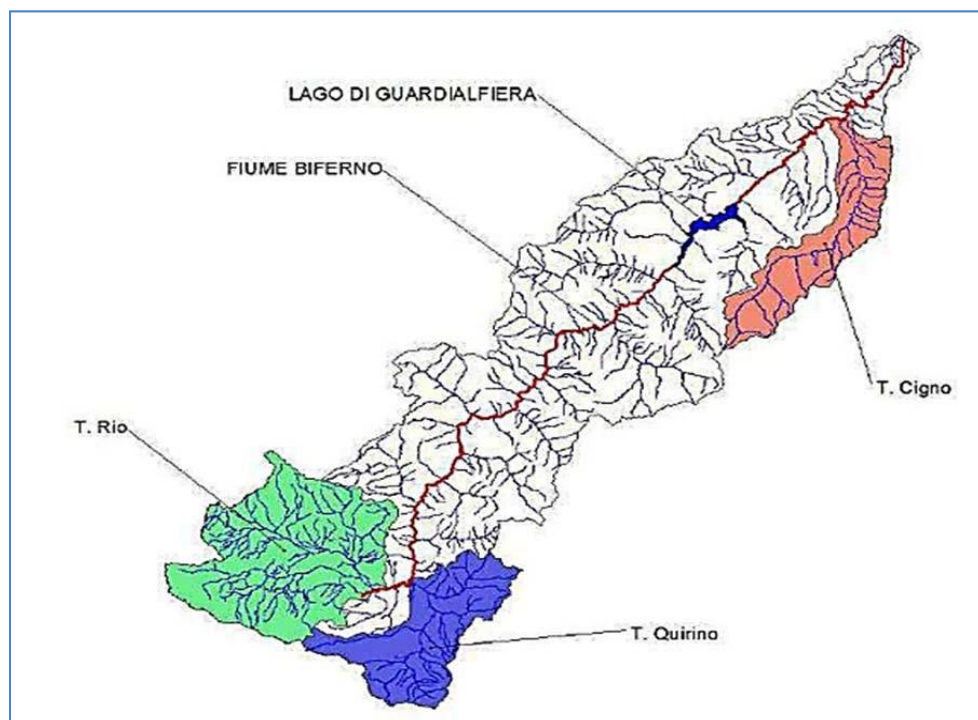 LAGO DI GUARDIALFIERA
FIUME BIFERNO
T. Cigno
T. Rio
T. Quirino